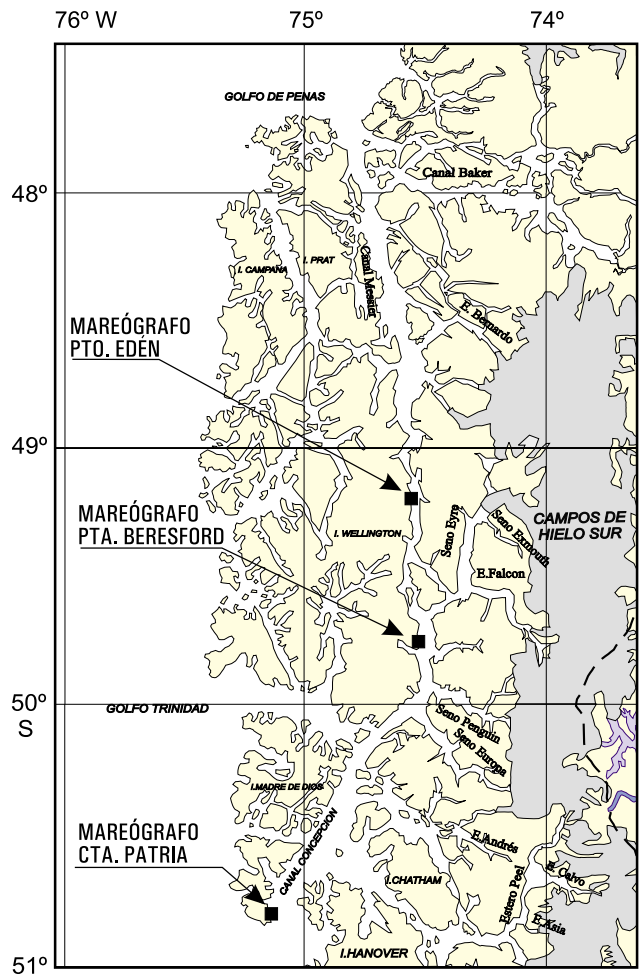 76º W
75º
74º
GOLFO DE PENAS
Canal Baker
48º
I. PRAT
I. CAMPAÑA
Canal Messier
E. Bernardo
MAREÓGRAFO
PTO. EDÉN
49º
MAREÓGRAFO
PTA. BERESFORD
I. WELLINGTON
Seno Eyre
Seno Exmouth
CAMPOS DE
HIELO SUR
E.Falcon
50º
S
GOLFO TRINIDAD
Seno Penguin
Seno Europa
I.MADRE DE DIOS
CANAL CONCEPCION
MAREÓGRAFO
CTA. PATRIA
E.Andrés
I.CHATHAM
Estero Peel
E. Calvo
E.Asia
I.HANOVER
51º